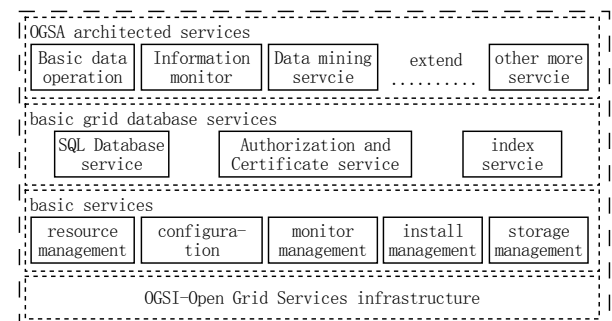 OGSA architected services
Basic data
operation
Information
monitor
Data mining
servcie
extend
..........
other more
servcie
basic grid database services
SQL Database
service
Authorization and
Certificate service
index
servcie
basic services
resource
management
configura-
tion
monitor
management
install
management
storage
management
OGSI-Open Grid Services infrastructure